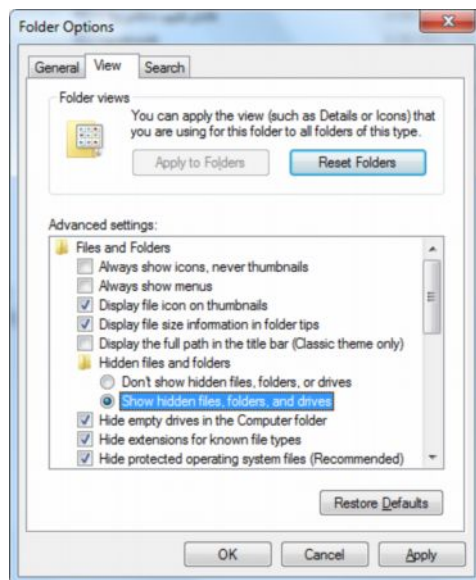 Folder Options
General View Search
Folder views
You can apply the view (such as Details or Icons) that
you are using for this folder to all folders of this type.
Apply to Folders Reset Folders
Advanced settings:
Files and Folders
Always show icons, never thumbnails
Always show menus
Display file icon on thumbnails
Display file size information in folder tips
Display the full path in the title bar (Classic theme only)
Hidden files and folders
Don't show hidden files, folders, or drives
Show hidden files, folders, and drives
Hide empty drives in the Computer folder
Hide extensions for known file types
Hide protected operating system files (Recommended)
Restore Defaults
OK Cancel Apply